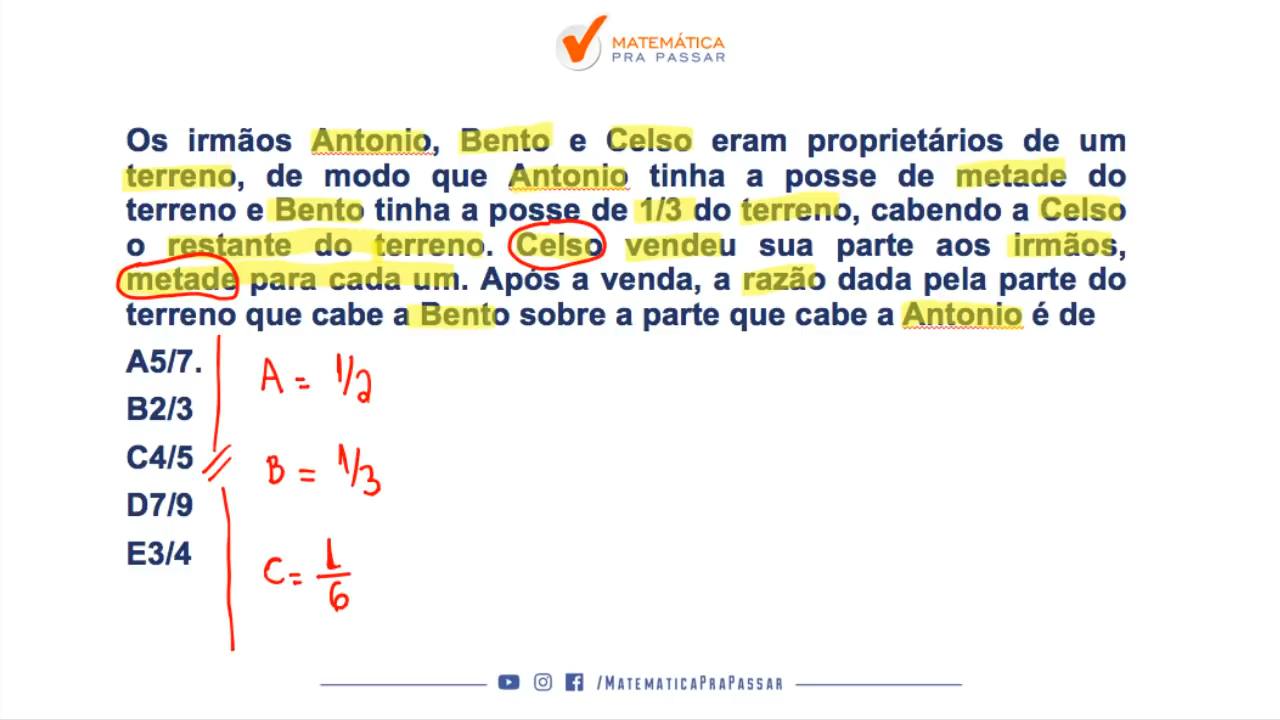 MATEMÁTICA
PRA PASSAR
Os irmãos Antonio, Bento e Celso eram proprietários de um
terreno, de modo que Antonio tinha a posse de metade do
terreno e Bento tinha a posse de 1/3 do terreno, cabendo a Celso
o restante do terreno. Celso vendeu sua parte aos irmãos,
metade para cada um. Após a venda, a razão dada pela parte do
terreno que cabe a Bento sobre a parte que cabe a Antonio é de
A5/7.
B2/3
C4/5
D7/9
E3/4
A = 1/2
B = 1/3
C = 1/6
/MATEMATICAPRAPASSAR